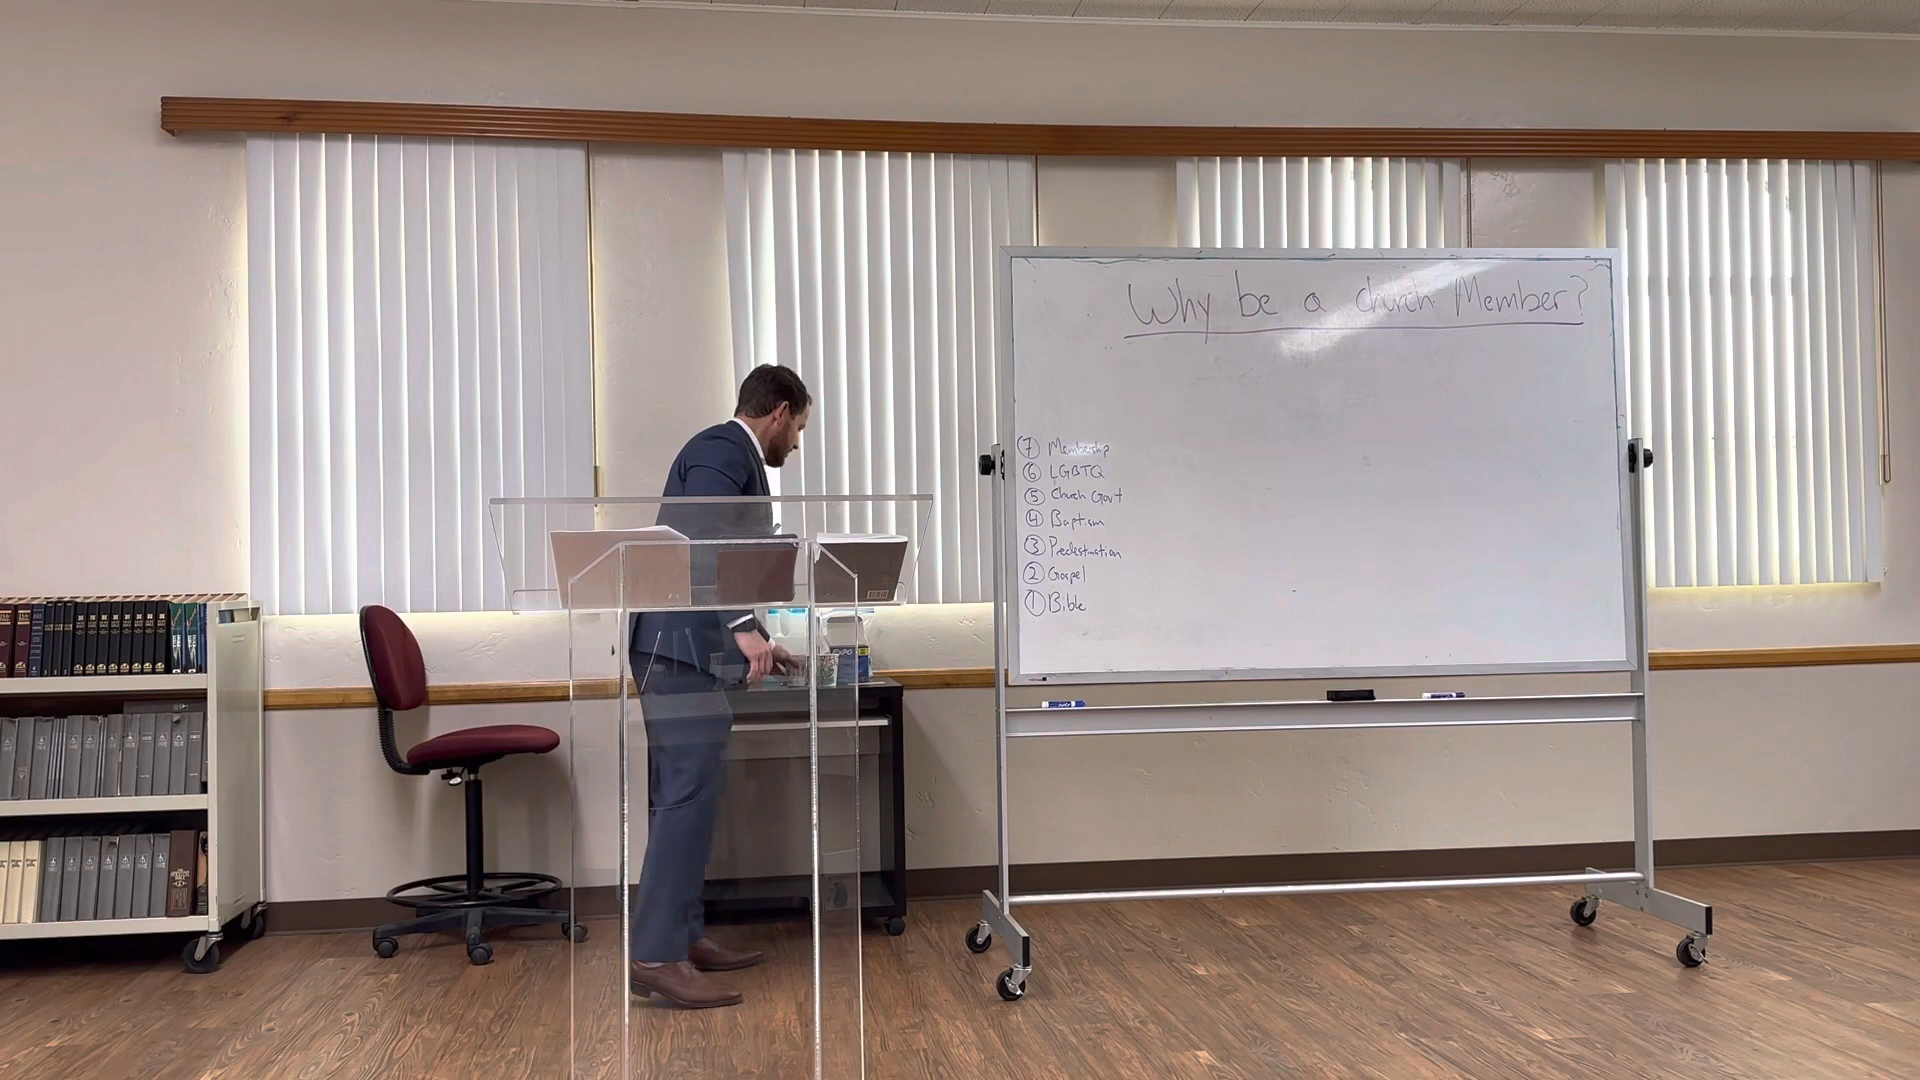 Why be a church Member?
⑦ Membership
⑥ LGBTQ
⑤ Church Gov't
④ Baptism
③ Predestination
② Gospel
① Bible
EXPO